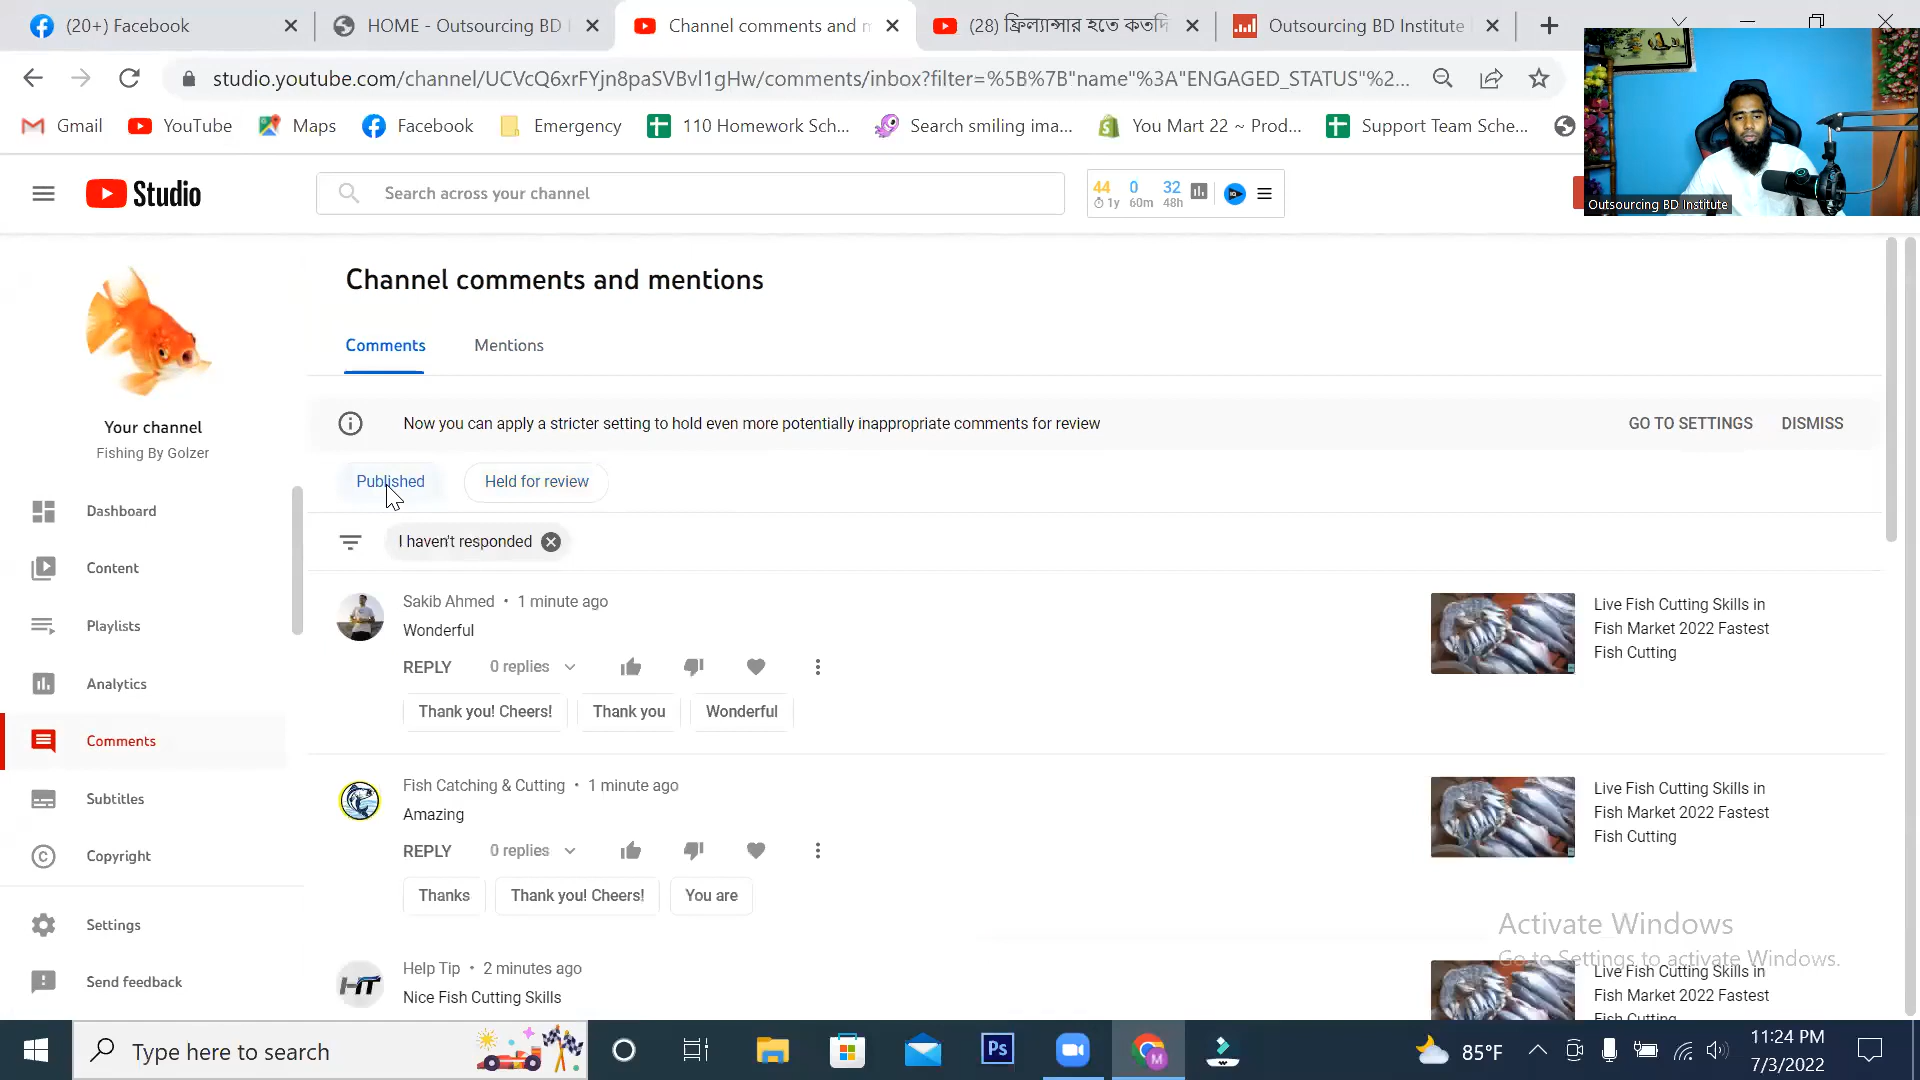 (20+) Facebook
HOME - Outsourcing BD
Channel comments and m
(28) ফ্রিল্যান্সার হতে কতদি
Outsourcing BD Institute
studio.youtube.com/channel/UCVcQ6xrFYjn8paSVBvl1gHw/comments/inbox?filter=%5B%7B"name"%3A"ENGAGED_STATUS"%2...
Gmail
YouTube
Maps
Facebook
Emergency
110 Homework Sch...
Search smiling ima...
You Mart 22 ~ Prod...
Support Team Sche...
Outsourcing BD Institute
Studio
Search across your channel
44 0 32
1y 60m 48h
Your channel
Fishing By Golzer
Dashboard
Content
Playlists
Analytics
Comments
Subtitles
Copyright
Settings
Send feedback
Channel comments and mentions
Comments Mentions
Now you can apply a stricter setting to hold even more potentially inappropriate comments for review
GO TO SETTINGS DISMISS
Published Held for review
I haven't responded
Sakib Ahmed • 1 minute ago
Wonderful
REPLY 0 replies
Thank you! Cheers! Thank you Wonderful
Live Fish Cutting Skills in
Fish Market 2022 Fastest
Fish Cutting
Fish Catching & Cutting • 1 minute ago
Amazing
REPLY 0 replies
Thanks Thank you! Cheers! You are
Live Fish Cutting Skills in
Fish Market 2022 Fastest
Fish Cutting
Help Tip • 2 minutes ago
Nice Fish Cutting Skills
Live Fish Cutting Skills in
Fish Market 2022 Fastest
Fish Cutting
Activate Windows
Go to Settings to activate Windows.
Type here to search
Ps
85°F
11:24 PM
7/3/2022